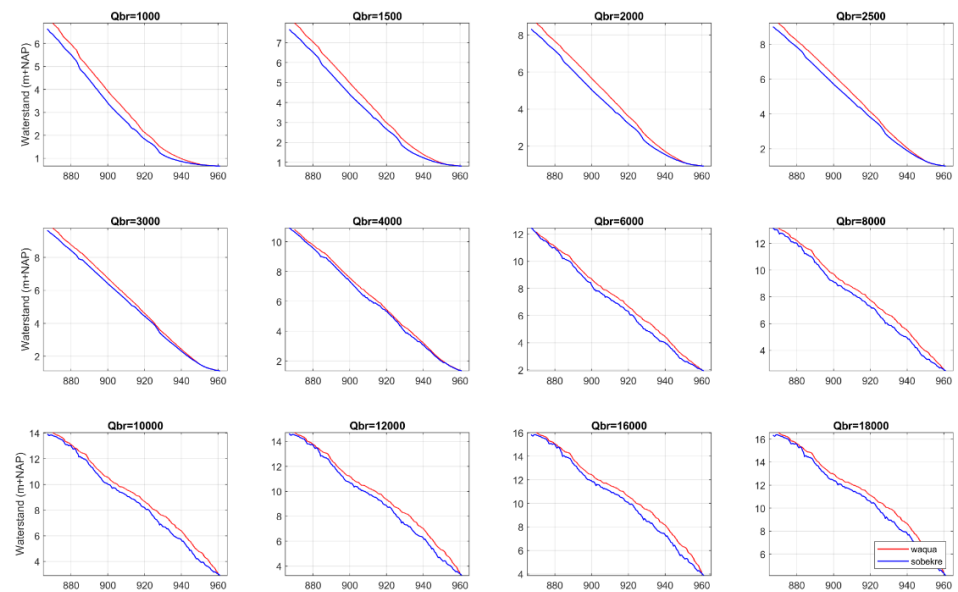 Qbr=1000 Qbr=1500 Qbr=2000 Qbr=2500
Waterstand (m+NAP)
6 5 4 3 2 1
7 6 5 4 3 2 1
8 6 4 2
8 6 4 2
880 900 920 940 960 880 900 920 940 960 880 900 920 940 960 880 900 920 940 960
Qbr=3000 Qbr=4000 Qbr=6000 Qbr=8000
Waterstand (m+NAP)
8 6 4 2
10 8 6 4 2
12 10 8 6 4 2
12 10 8 6 4
880 900 920 940 960 880 900 920 940 960 880 900 920 940 960 880 900 920 940 960
Qbr=10000 Qbr=12000 Qbr=16000 Qbr=18000
Waterstand (m+NAP)
14 12 10 8 6 4
14 12 10 8 6 4
16 14 12 10 8 6 4
16 14 12 10 8 6
waqua
sobekre
880 900 920 940 960 880 900 920 940 960 880 900 920 940 960 880 900 920 940 960